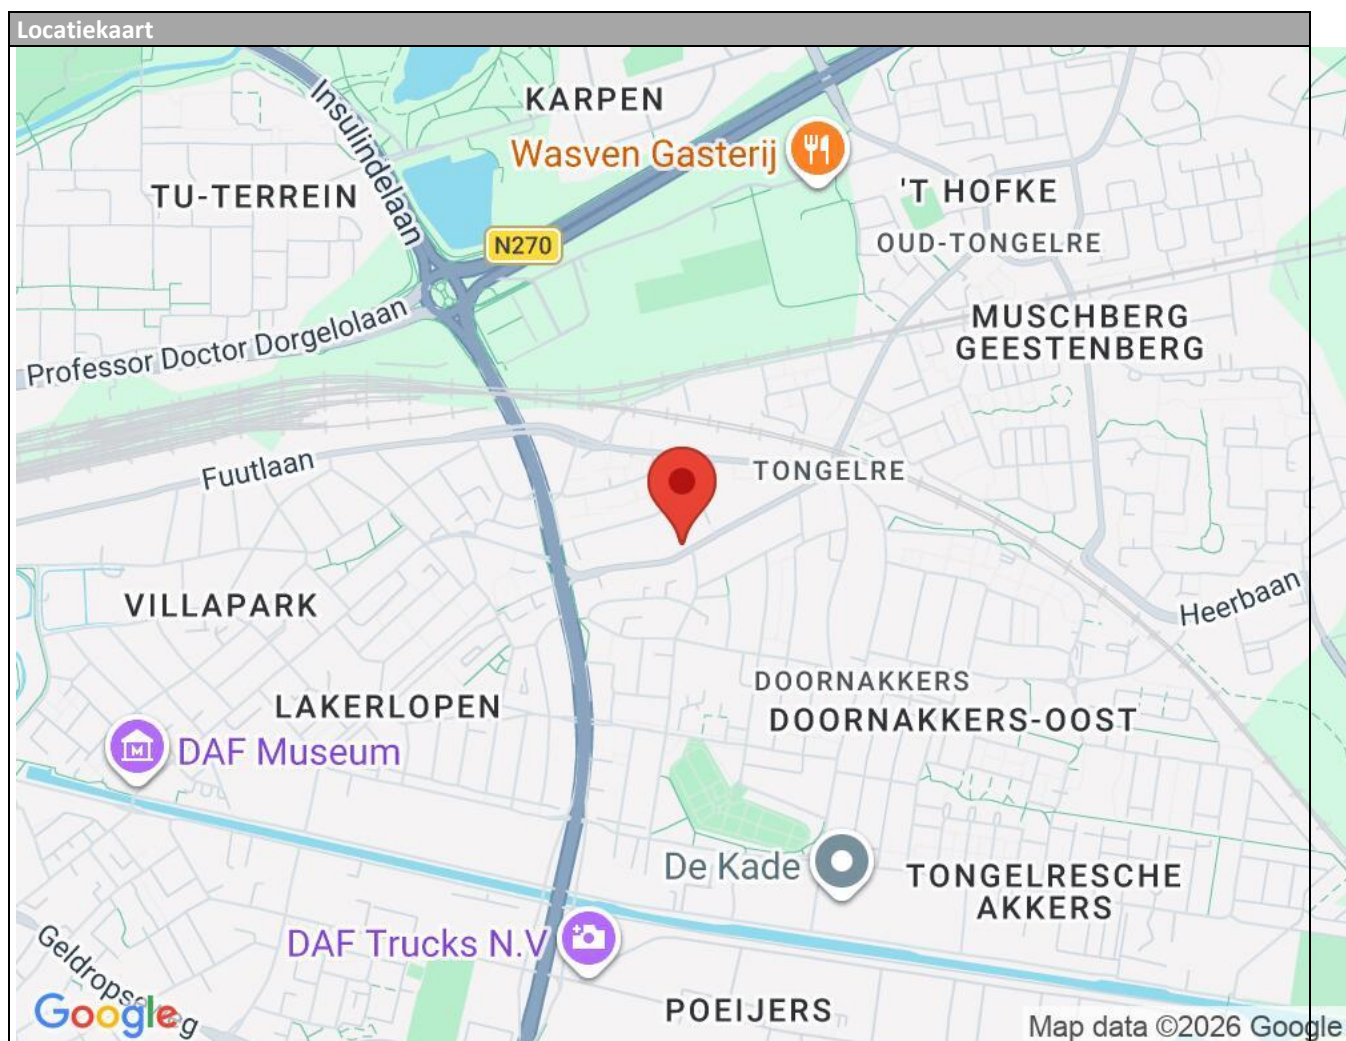 Locatiekaart
KARPEN
Insulindelaan
Wasven Gasterij
TU-TERREIN
'T HOFKE
N270
OUD-TONGELRE
Professor Doctor Dorgelolaan
MUSCHBERG
GEESTENBERG
Fuutlaan
TONGELRE
VILLAPARK
Heerbaan
DOORNAKKERS
LAKERLOPEN
DOORNAKKERS-OOST
M
DAF Museum
De Kade
TONGELRESCHE
AKKERS
DAF Trucks N.V
POEIJERS
Google
Map data ©2026 Google